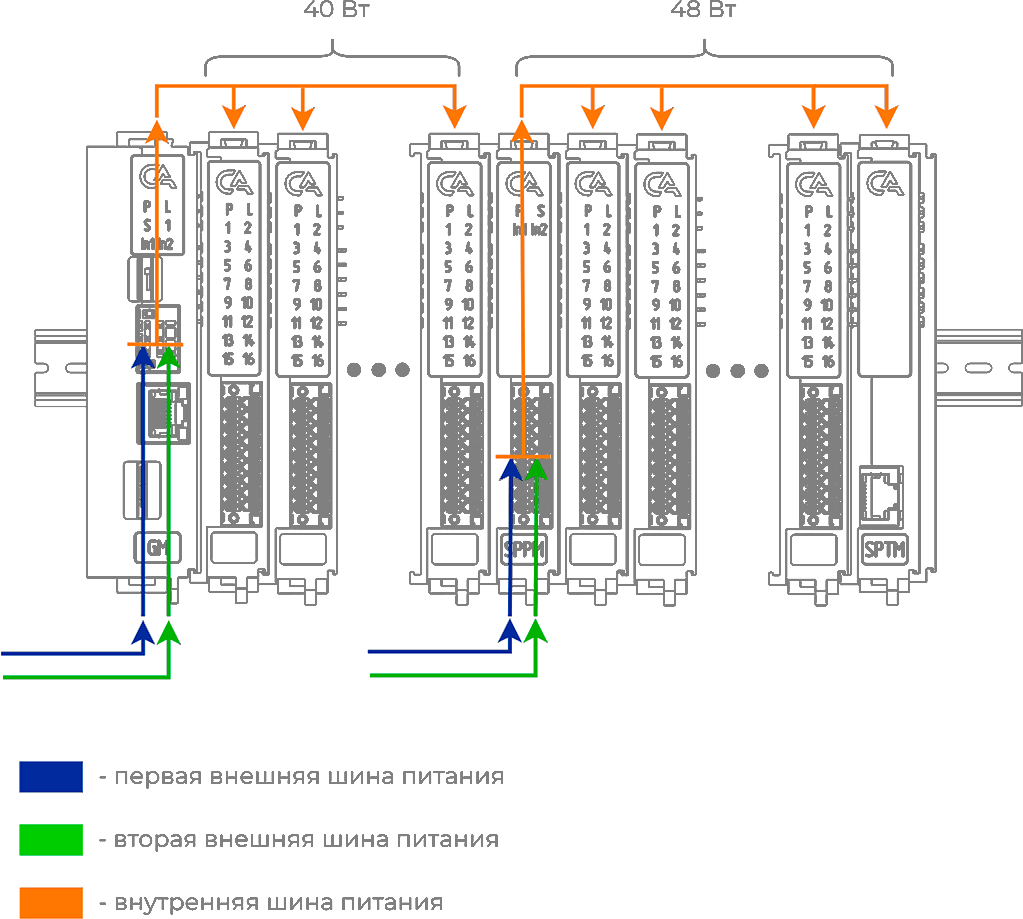 40 Вт 48 Вт
P L P L P L P L P S P L P L P L
S 1 1 2 1 2 1 2 In1 In2 1 2 1 2 1 2
In1 In2 3 4 3 4 3 4 3 4 3 4 3 4
5 6 5 6 5 6 5 6 5 6 5 6
7 8 7 8 7 8 7 8 7 8 7 8
9 10 9 10 9 10 9 10 9 10 9 10
11 12 11 12 11 12 11 12 11 12 11 12
13 14 13 14 13 14 13 14 13 14 13 14
15 16 15 16 15 16 15 16 15 16 15 16
GM SPPM SPTM
- первая внешняя шина питания
- вторая внешняя шина питания
- внутренняя шина питания